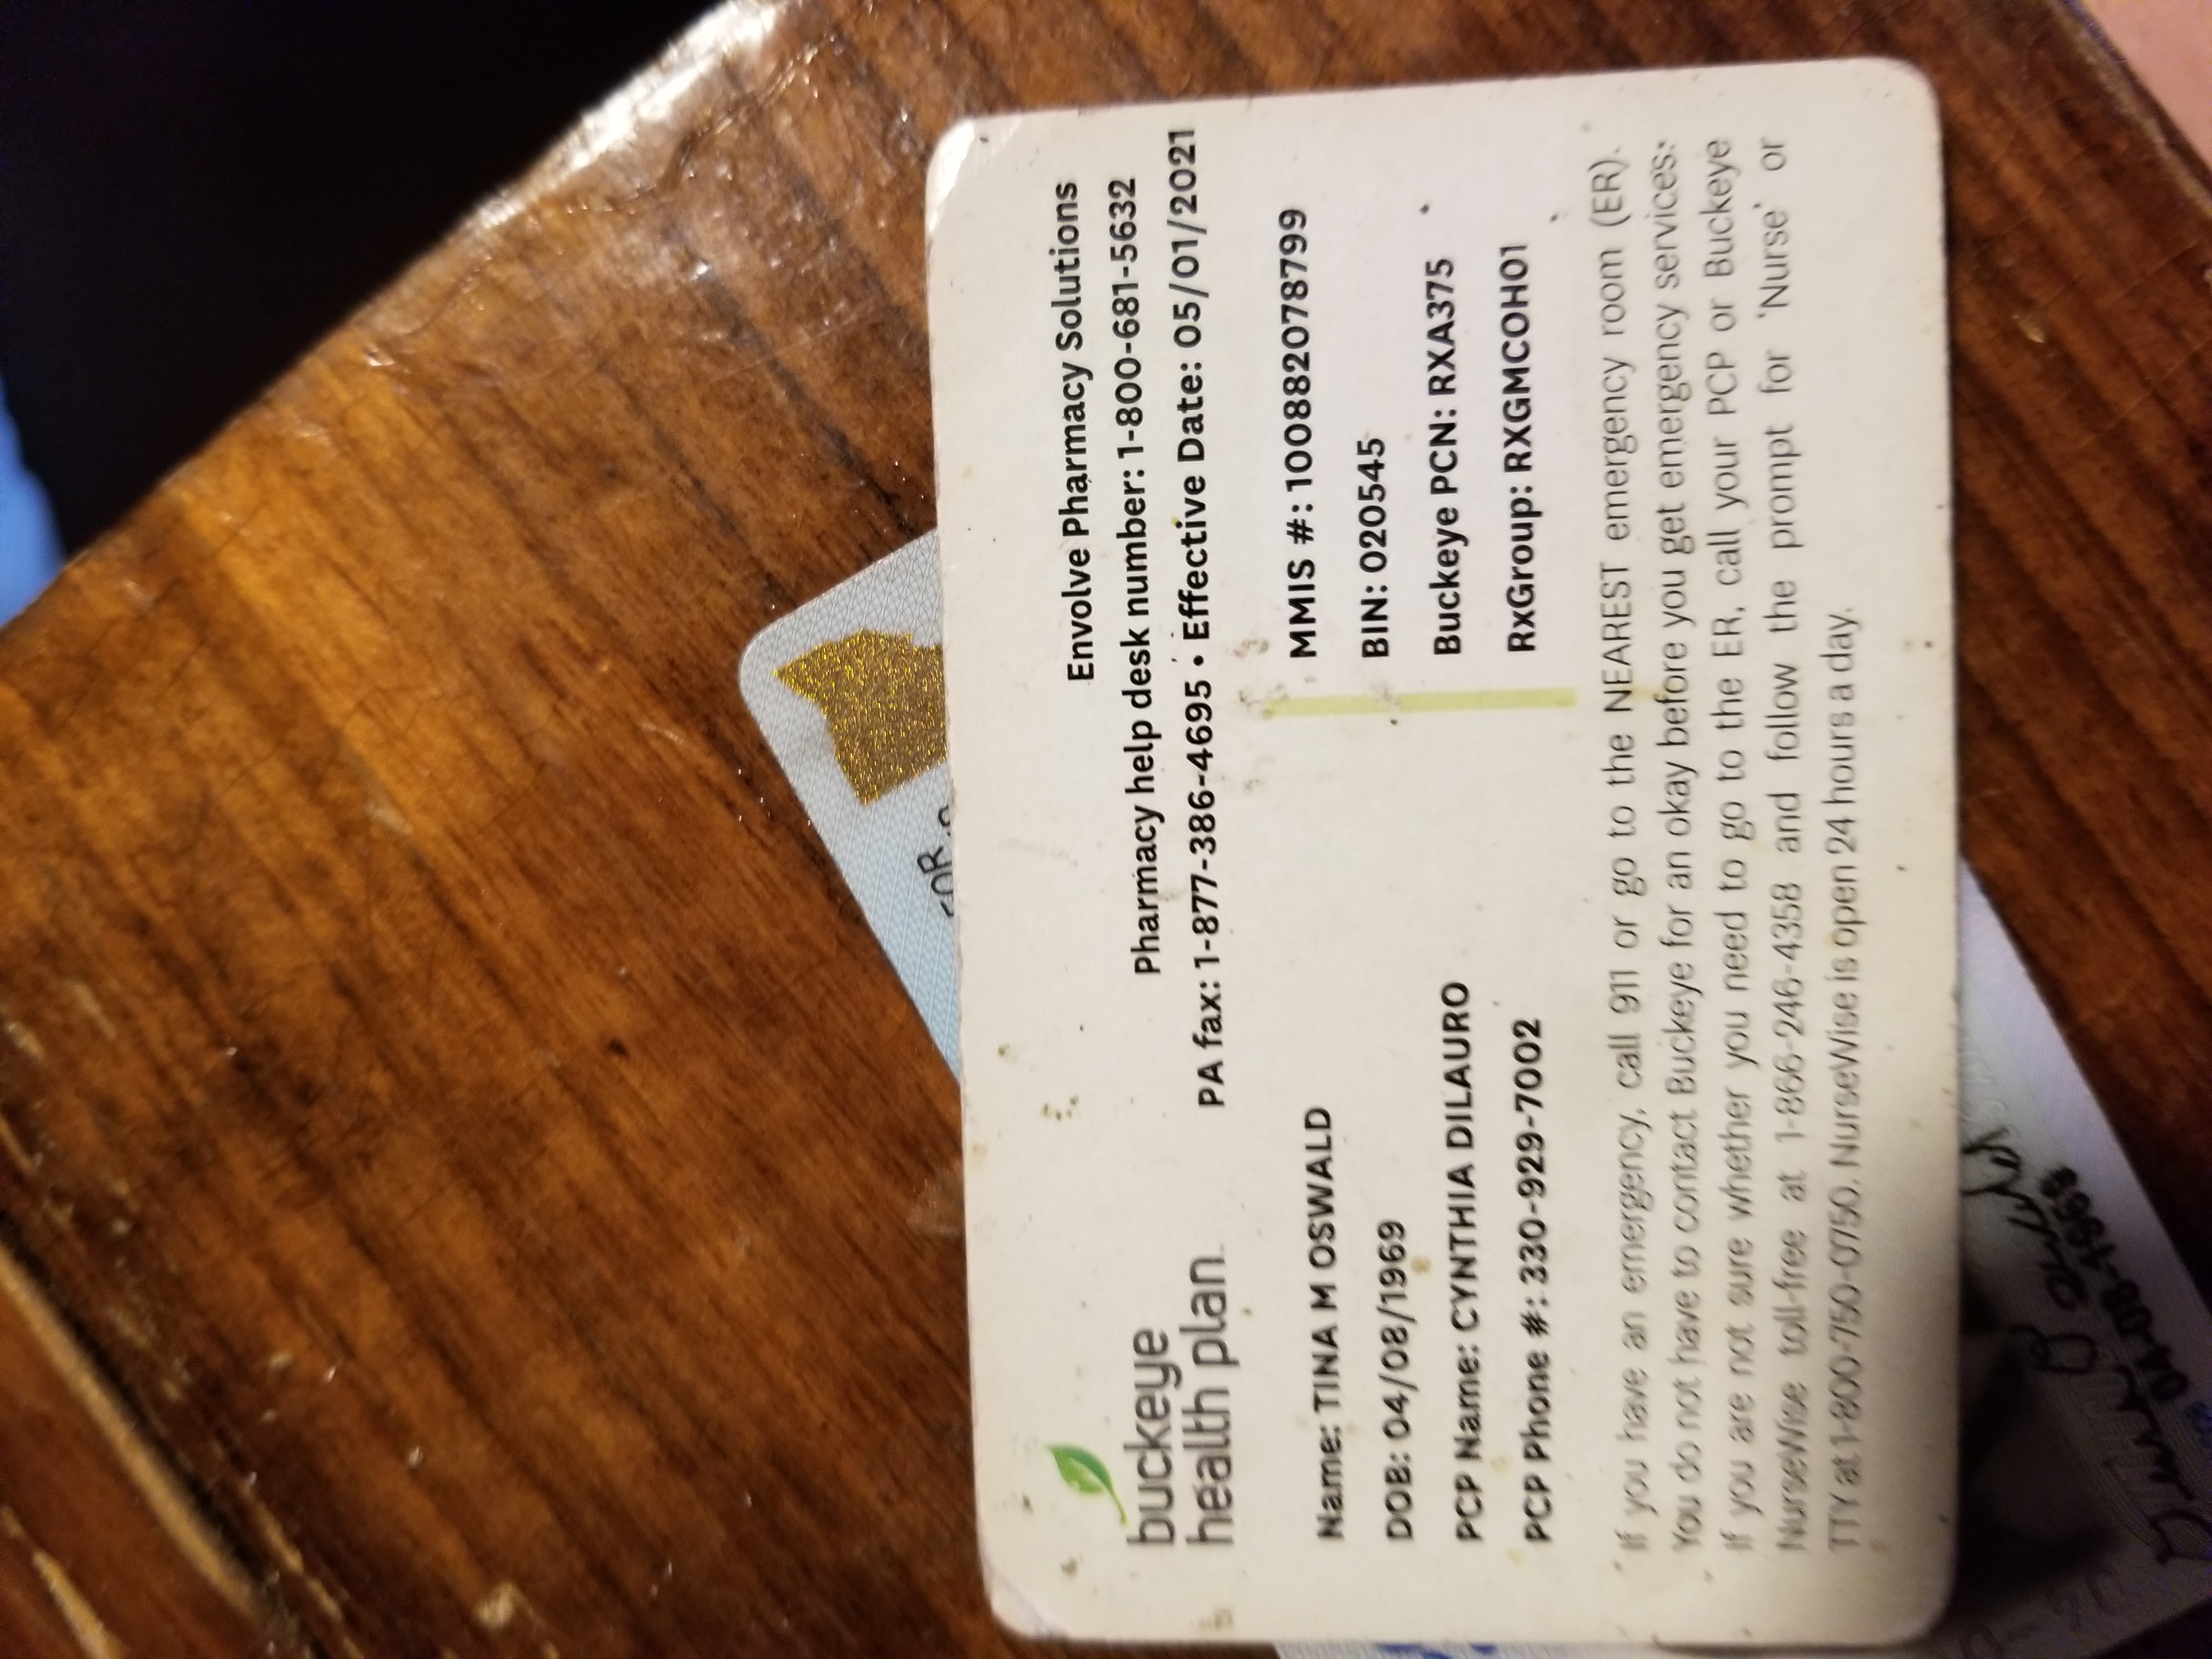 buckeye
health plan.
Envolve Pharmacy Solutions
Pharmacy help desk number: 1-800-681-5632
PA fax: 1-877-386-4695 • Effective Date: 05/01/2021
Name: TINA M OSWALD
DOB: 04/08/1969
PCP Name: CYNTHIA DILAURO
PCP Phone #: 330-929-7002
MMIS #: 100882078799
BIN: 020545
Buckeye PCN: RXA375
RxGroup: RXGMCOH01
If you have an emergency, call 911 or go to the NEAREST emergency room (ER).
You do not have to contact Buckeye for an okay before you get emergency services:
If you are not sure whether you need to go to the ER, call your PCP or Buckeye
NurseWise toll-free at 1-866-246-4358 and follow the prompt for 'Nurse' or
TTY at 1-800-750-0750. NurseWise is open 24 hours a day.
04-08-1969